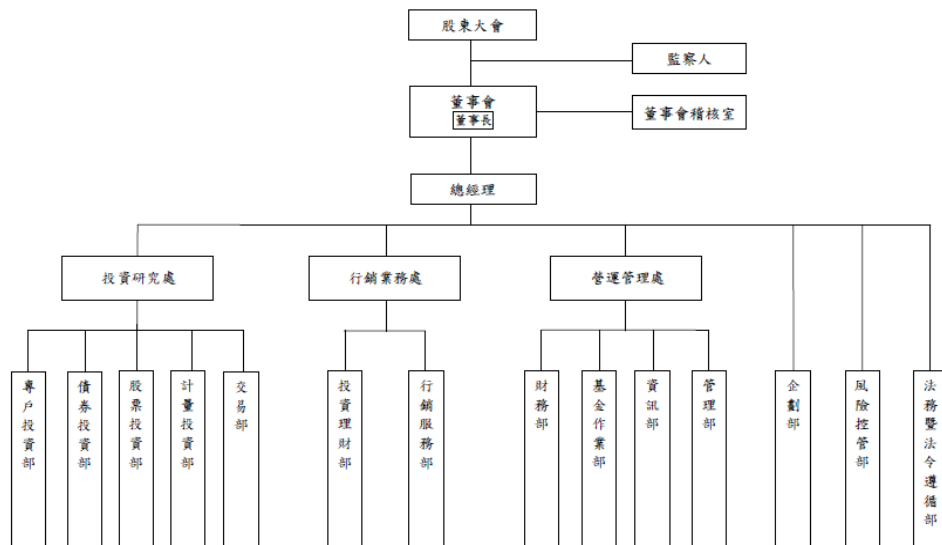 股東大會
監察人
董事會
董事長
董事會稽核室
總經理
投資研究處
行銷業務處
營運管理處
專戶投資部
債券投資部
股票投資部
計量投資部
交易部
投資理財部
行銷服務部
財務部
基金作業部
資訊部
管理部
企劃部
風險控管部
法務暨法令遵循部